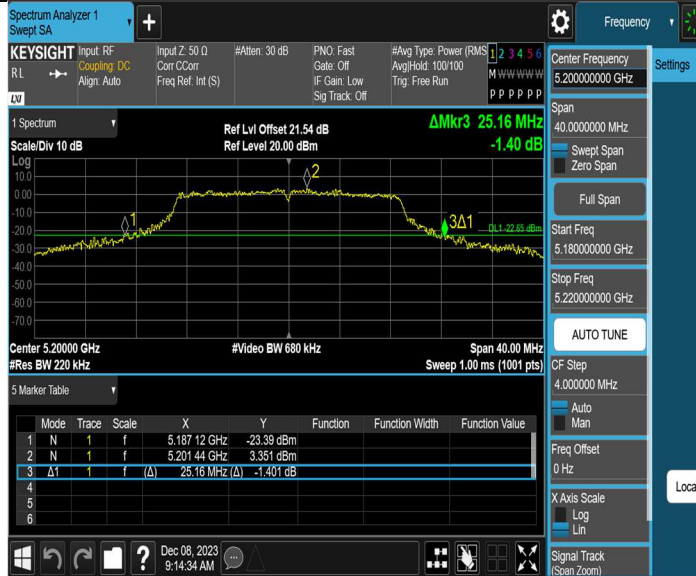 Spectrum Analyzer 1
Swept SA
+
Frequency
KEYSIGHT Input: RF Input Z: 50 Ω #Atten: 30 dB PNO: Fast #Avg Type: Power (RMS 1 2 3 4 5 6
RL Coupling: DC Corr CCorr Gate: Off Avg|Hold: 100/100 M W W W W W
Align: Auto Freq Ref: Int (S) IF Gain: Low Trig: Free Run
LXI Sig Track: Off P P P P P P
1 Spectrum
Ref Lvl Offset 21.54 dB ΔMkr3 25.16 MHz
Scale/Div 10 dB Ref Level 20.00 dBm -1.40 dB
Log
10.0
0.00
-10.0
-20.0
-30.0
-40.0
-50.0
-60.0
-70.0
1
2
3Δ1
DL1 -22.65 dBm
Center 5.20000 GHz #Video BW 680 kHz Span 40.00 MHz
#Res BW 220 kHz Sweep 1.00 ms (1001 pts)
5 Marker Table
Mode Trace Scale X Y Function Function Width Function Value
1 N 1 f 5.187 12 GHz -23.39 dBm
2 N 1 f 5.201 44 GHz 3.351 dBm
3 Δ1 1 f (Δ) 25.16 MHz (Δ) -1.401 dB
4
5
6
? Dec 08, 2023
9:14:34 AM
Center Frequency
5.200000000 GHz
Settings
Span
40.0000000 MHz
Swept Span
Zero Span
Full Span
Start Freq
5.180000000 GHz
Stop Freq
5.220000000 GHz
AUTO TUNE
CF Step
4.000000 MHz
Auto
Man
Freq Offset
0 Hz
Loca
X Axis Scale
Log
Lin
Signal Track
(Span Zoom)